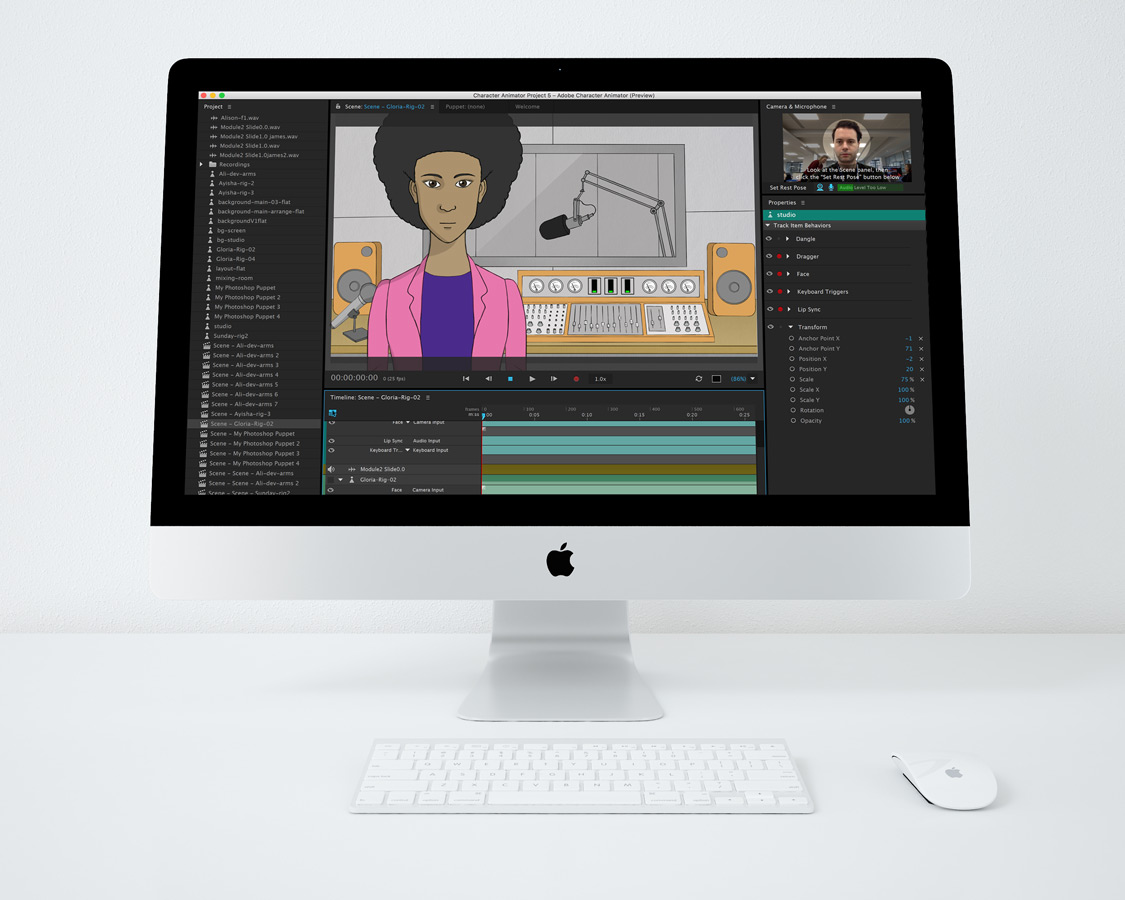 Character Animator Project 5 – Adobe Character Animator (Preview)
Project
Alison-f1.wav
Module2 Slide0.0.wav
Module2 Slide1.0 James.wav
Module2 Slide1.0.wav
Module2 Slide1.0James2.wav
Recordings
Ali-dev-arms
Ayisha-rig-2
Ayisha-rig-3
background-main-03-flat
background-main-arrange-flat
backgroundV1flat
bg-screen
bg-studio
Gloria-Rig-02
Gloria-Rig-04
layout-flat
mixing-room
My Photoshop Puppet
My Photoshop Puppet 2
My Photoshop Puppet 3
My Photoshop Puppet 4
studio
Sunday-rig2
Scene – Ali-dev-arms
Scene – Ali-dev-arms 2
Scene – Ali-dev-arms 3
Scene – Ali-dev-arms 4
Scene – Ali-dev-arms 5
Scene – Ali-dev-arms 6
Scene – Ali-dev-arms 7
Scene – Ayisha-rig-3
Scene – Gloria-Rig-02
Scene – My Photoshop Puppet
Scene – My Photoshop Puppet 2
Scene – My Photoshop Puppet 3
Scene – My Photoshop Puppet 4
Scene – Scene – Ali-dev-arms
Scene – Scene – Ali-dev-arms 2
Scene – Scene – Sunday-rig2
Scene: Scene – Gloria-Rig-02 Puppet: (none) Welcome
00:00:00:00 0 (25 fps) 1.0x (86%)
Timeline: Scene – Gloria-Rig-02
frames 0 100 200 300 400 500 600
m:ss 0:00 0:05 0:10 0:15 0:20 0:25
Face Camera Input
Lip Sync Audio Input
Keyboard Tr... Keyboard Input
Module2 Slide0.0
Gloria-Rig-02
Face Camera Input
Camera & Microphone
Look at the Scene panel, then
click the "Set Rest Pose" button below
Set Rest Pose Audio Level Too Low
Properties
studio
Track Item Behaviors
Dangle
Dragger
Face
Keyboard Triggers
Lip Sync
Transform
Anchor Point X -1
Anchor Point Y 71
Position X -2
Position Y 20
Scale 75 %
Scale X 100 %
Scale Y 100 %
Rotation
Opacity 100 %